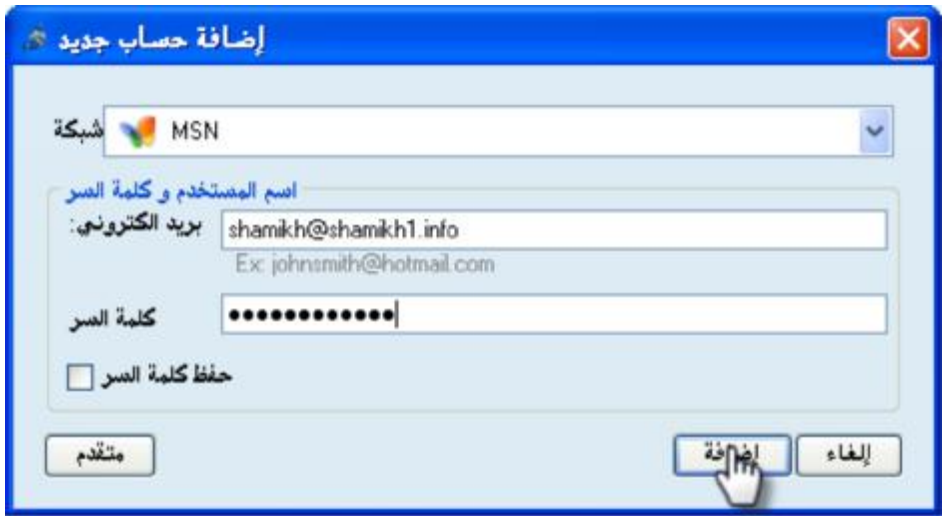 إضافة حساب جديد
شبكة MSN
اسم المستخدم و كلمة السر
بريد الكتروني: shamikh@shamikh1.info
Ex: johnsmith@hotmail.com
كلمة السر ••••••••••••
حفظ كلمة السر
متقدم إضافة إلغاء